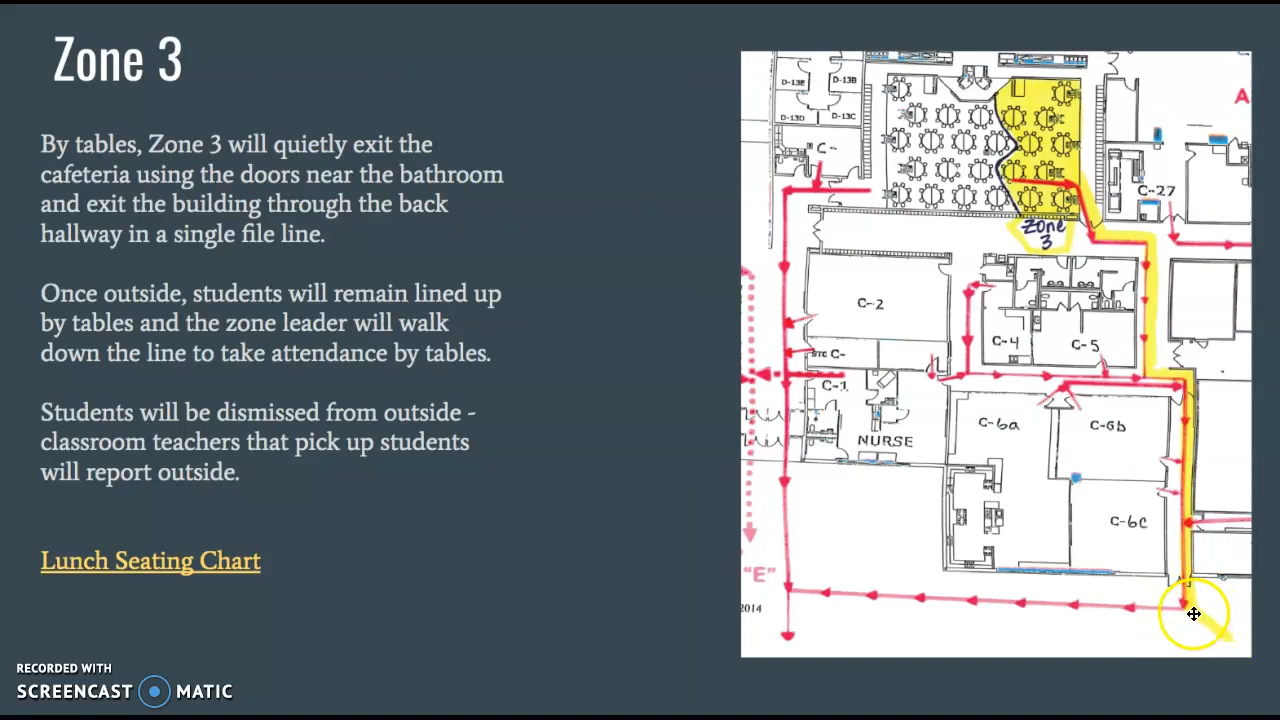 Zone 3
By tables, Zone 3 will quietly exit the
cafeteria using the doors near the bathroom
and exit the building through the back
hallway in a single file line.
Once outside, students will remain lined up
by tables and the zone leader will walk
down the line to take attendance by tables.
Students will be dismissed from outside -
classroom teachers that pick up students
will report outside.
Lunch Seating Chart
RECORDED WITH
SCREENCAST MATIC
D-13E
D-13B
D-13D
D-13C
A
C-
C-27
Zone
3
C-2
C-4
C-5
C-
C-1
NURSE
C-6a
C-6b
C-6c
"E"
2014